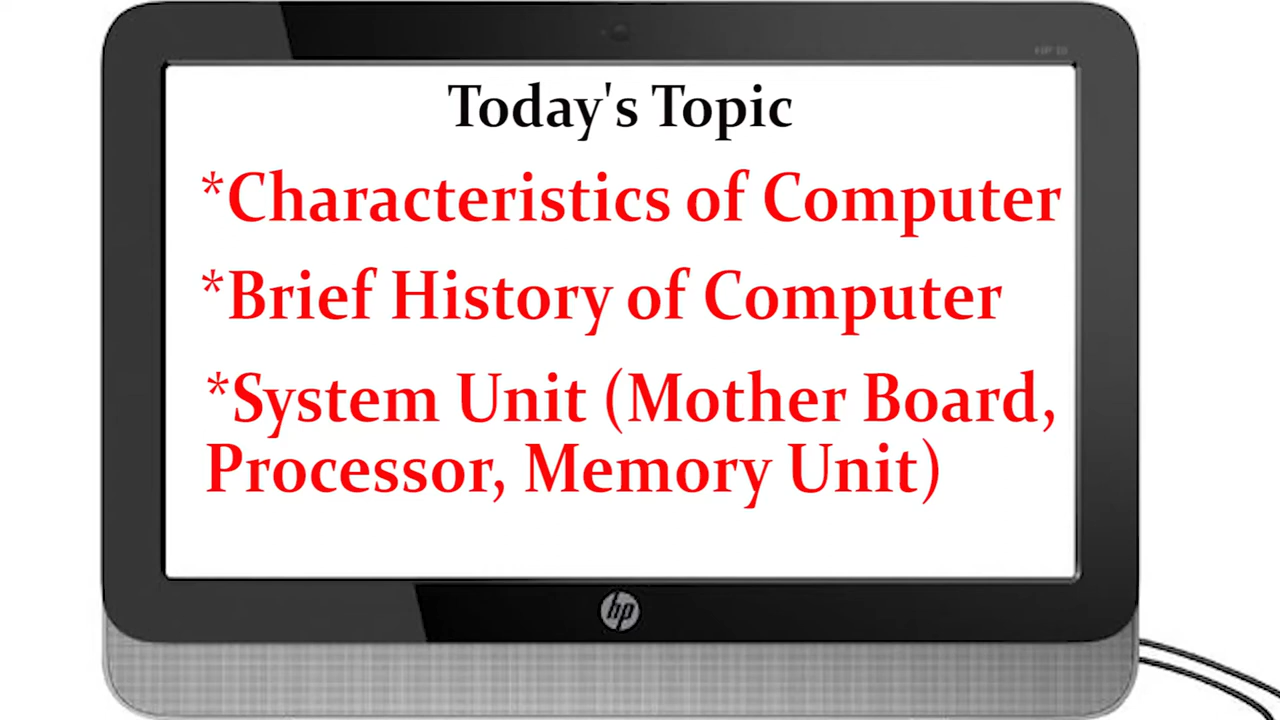 Today's Topic
*Characteristics of Computer
*Brief History of Computer
*System Unit (Mother Board,
Processor, Memory Unit)
hp